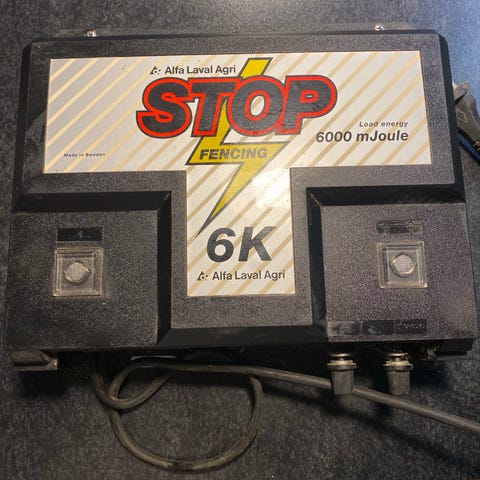 Alfa Laval Agri
STOP
FENCING
Load energy
6000 mJoule
Made in Sweden
6K
Alfa Laval Agri